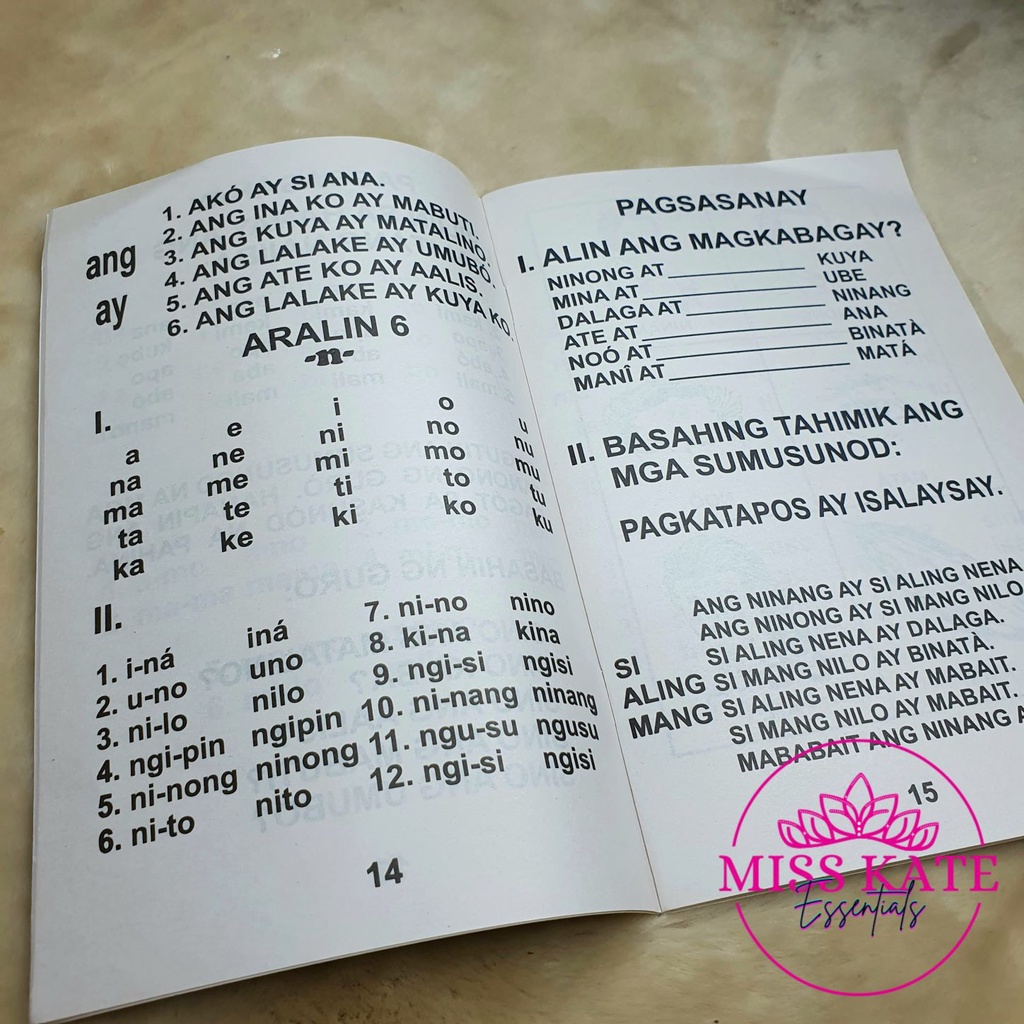 ang
ay
1. AKÓ AY SI ANA.
2. ANG INA KO AY MABUTI.
3. ANG KUYA AY MATALINO.
4. ANG LALAKE AY UMUBÓ.
5. ANG ATE KO AY AALIS.
6. ANG LALAKE AY KUYA KO.
ARALIN 6
-n-
I.
a e i o u
na ne ni no nu
ma me mi mo mu
ta te ti to tu
ka ke ki ko ku
II.
1. i-ná iná
2. u-no uno
3. ni-lo nilo
4. ngi-pin ngipin
5. ni-nong ninong
6. ni-to nito
7. ni-no nino
8. ki-na kina
9. ngi-si ngisi
10. ni-nang ninang
11. ngu-su ngusu
12. ngi-si ngisi
14
PAGSASANAY
I. ALIN ANG MAGKABAGAY?
NINONG AT KUYA
MINA AT UBE
DALAGA AT NINANG
ATE AT ANA
NOÓ AT BINATÀ
MANÎ AT MATÁ
II. BASAHING TAHIMIK ANG
MGA SUMUSUNOD:
PAGKATAPOS AY ISALAYSAY.
SI
ALING
MANG
ANG NINANG AY SI ALING NENA
ANG NINONG AY SI MANG NILO
SI ALING NENA AY DALAGA.
SI MANG NILO AY BINATÀ.
SI ALING NENA AY MABAIT.
SI MANG NILO AY MABAIT.
MABABAIT ANG NINANG
15
MISS KATE
Essentials